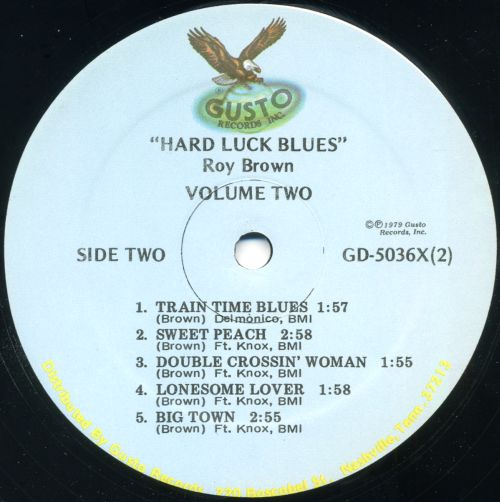 ®
GUSTO
RECORDS INC.
"HARD LUCK BLUES"
Roy Brown
VOLUME TWO
©℗1979 Gusto
Records, Inc.
SIDE TWO
GD-5036X(2)
1. TRAIN TIME BLUES 1:57
(Brown) Delmonico, BMI
2. SWEET PEACH 2:58
(Brown) Ft. Knox, BMI
3. DOUBLE CROSSIN' WOMAN 1:55
(Brown) Ft. Knox, BMI
4. LONESOME LOVER 1:58
(Brown) Ft. Knox, BMI
5. BIG TOWN 2:55
(Brown) Ft. Knox, BMI
Distributed By Gusto Records St., Nashville, Tenn. 37213